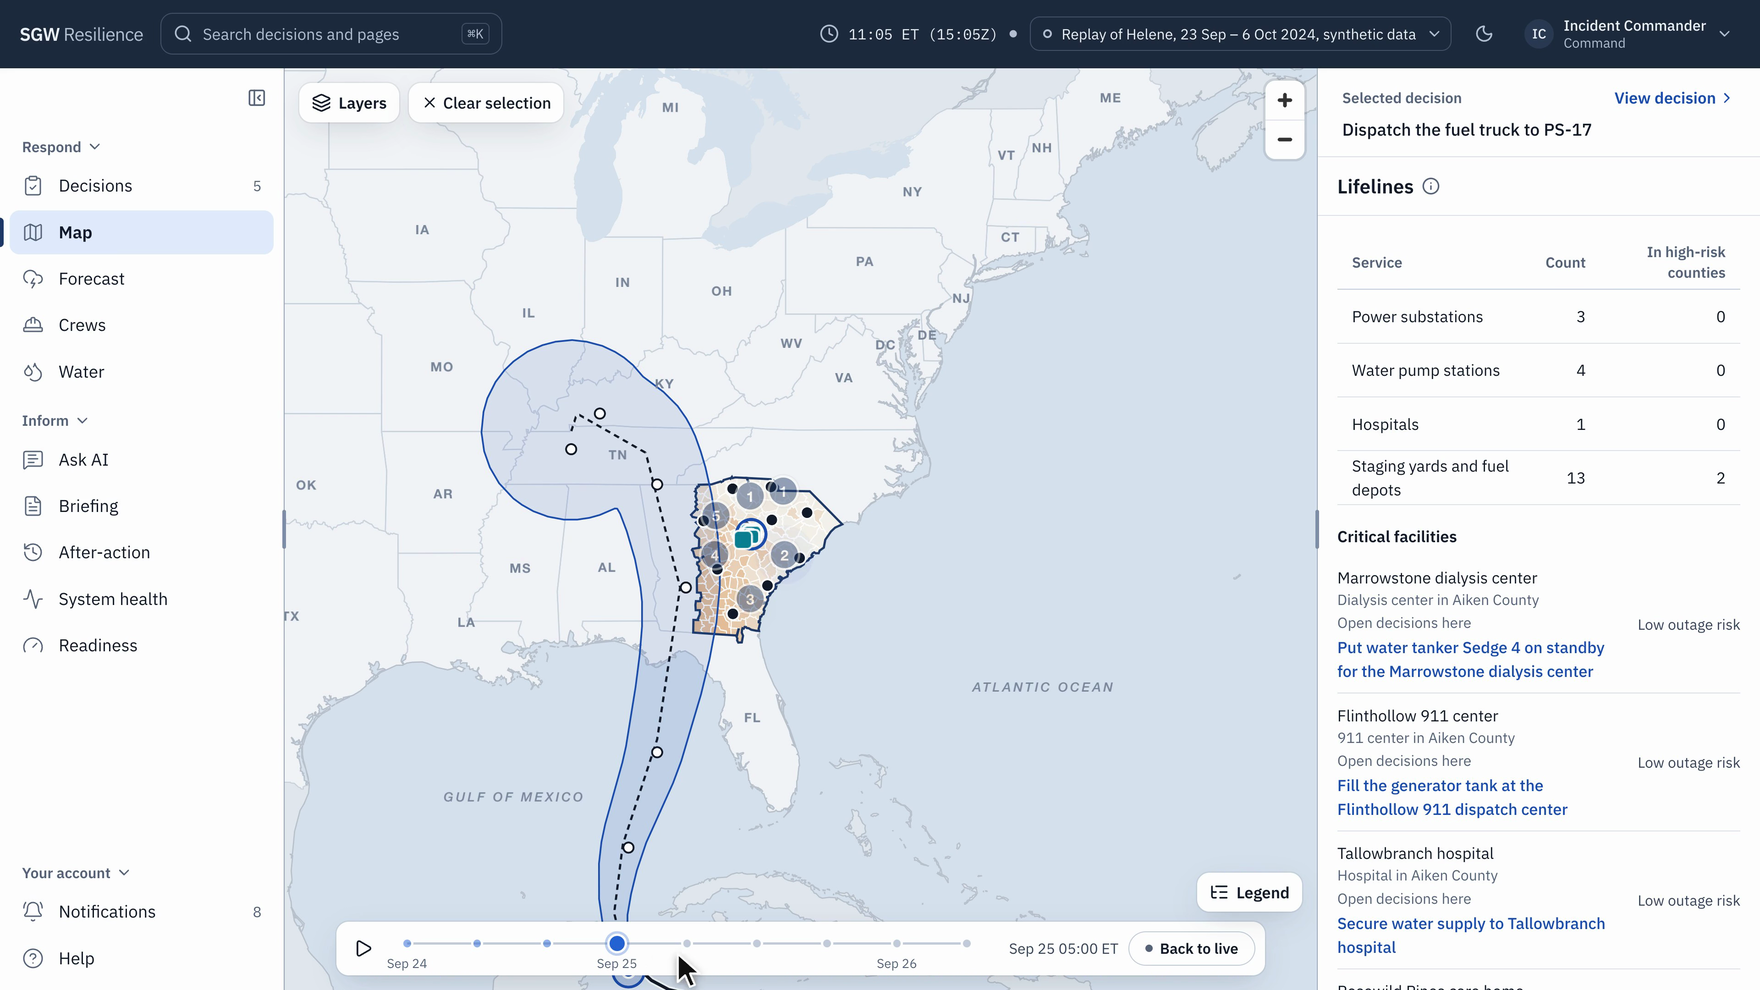 SGW Resilience
Search decisions and pages
⌘K
11:05 ET (15:05Z)
Replay of Helene, 23 Sep – 6 Oct 2024, synthetic data
IC
Incident Commander
Command
Respond
Decisions 5
Map
Forecast
Crews
Water
Inform
Ask AI
Briefing
After-action
System health
Readiness
Your account
Notifications 8
Help
Layers
Clear selection
MI
ME
VT
NH
NY
IA
CT
PA
IN
OH
NJ
IL
DE
DC
WV
MO
VA
KY
TN
OK
AR
1
1
5
4
2
MS
AL
3
TX
LA
ATLANTIC OCEAN
FL
GULF OF MEXICO
Legend
Sep 24
Sep 25
Sep 26
Sep 25 05:00 ET
Back to live
Selected decision
View decision
Dispatch the fuel truck to PS-17
Lifelines
Service Count In high-risk
counties
Power substations 3 0
Water pump stations 4 0
Hospitals 1 0
Staging yards and fuel
depots 13 2
Critical facilities
Marrowstone dialysis center
Dialysis center in Aiken County
Open decisions here
Low outage risk
Put water tanker Sedge 4 on standby
for the Marrowstone dialysis center
Flinthollow 911 center
911 center in Aiken County
Open decisions here
Low outage risk
Fill the generator tank at the
Flinthollow 911 dispatch center
Tallowbranch hospital
Hospital in Aiken County
Open decisions here
Low outage risk
Secure water supply to Tallowbranch
hospital